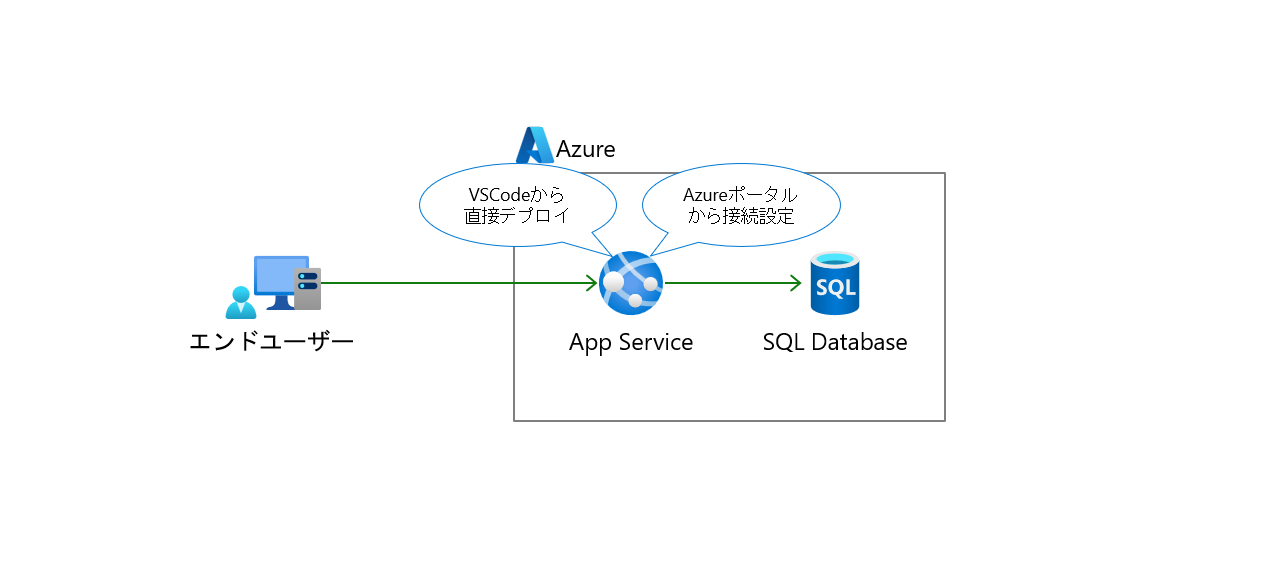 Azure
VSCodeから
直接デプロイ
Azureポータル
から接続設定
SQL
エンドユーザー
App Service
SQL Database